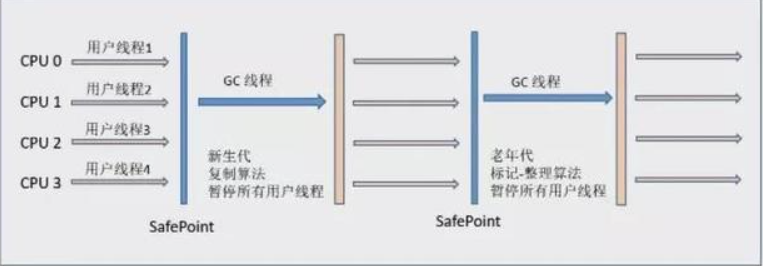 CPU 0
用户线程1
CPU 1
用户线程2
CPU 2
用户线程3
CPU 3
用户线程4
SafePoint
GC 线程
新生代
复制算法
暂停所有用户线程
SafePoint
GC 线程
老年代
标记-整理算法
暂停所有用户线程